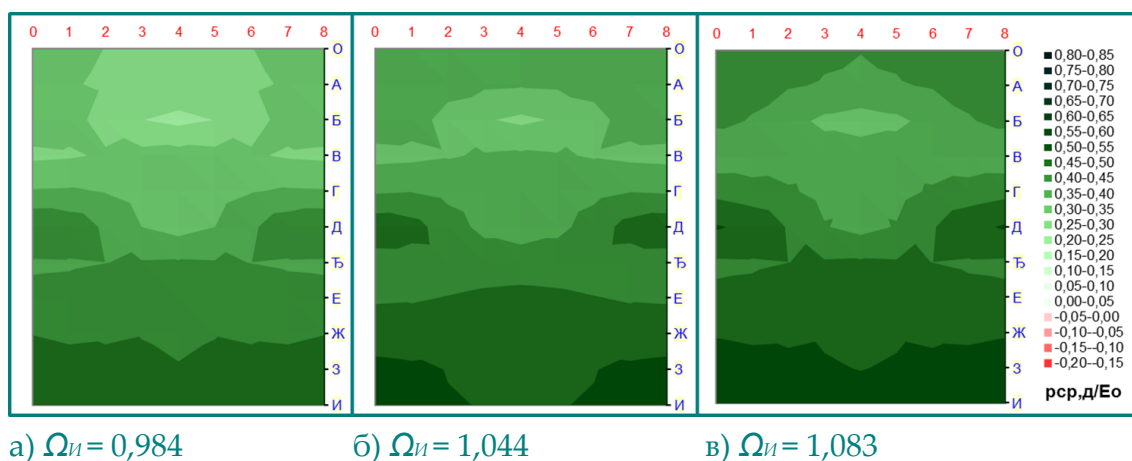 0 1 2 3 4 5 6 7 8
О
А
Б
В
Г
Д
Ђ
Е
Ж
З
И
0 1 2 3 4 5 6 7 8
О
А
Б
В
Г
Д
Ђ
Е
Ж
З
И
0 1 2 3 4 5 6 7 8
О
А
Б
В
Г
Д
Ђ
Е
Ж
З
И
0,80-0,85
0,75-0,80
0,70-0,75
0,65-0,70
0,60-0,65
0,55-0,60
0,50-0,55
0,45-0,50
0,40-0,45
0,35-0,40
0,30-0,35
0,25-0,30
0,20-0,25
0,15-0,20
0,10-0,15
0,05-0,10
0,00-0,05
-0,05-0,00
-0,10--0,05
-0,15--0,10
-0,20--0,15
рср,д/Ео
а) ΩИ = 0,984 б) ΩИ = 1,044 в) ΩИ = 1,083